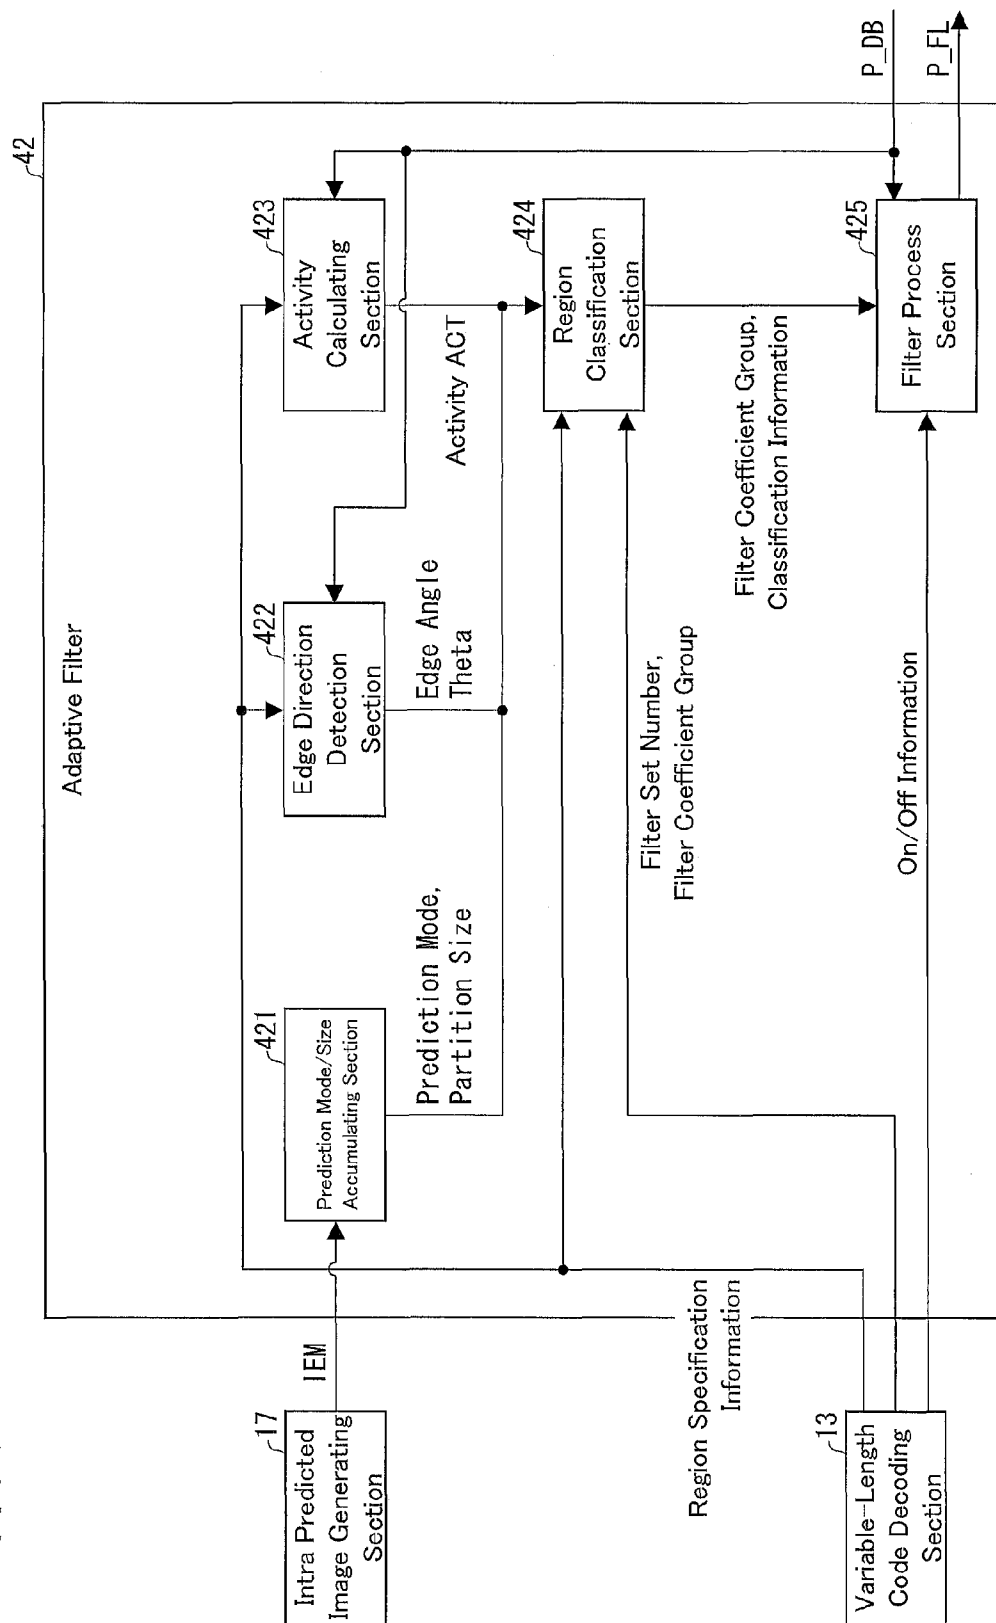 Adaptive Filter
42
17
Intra Predicted
Image Generating
Section
IEM
421
Prediction Mode/Size
Accumulating Section
422
Edge Direction
Detection
Section
423
Activity
Calculating
Section
Prediction Mode,
Partition Size
Edge Angle
Theta
Activity ACT
424
Region
Classification
Section
Region Specification
Information
Filter Set Number,
Filter Coefficient Group
Filter Coefficient Group,
Classification Information
13
Variable-Length
Code Decoding
Section
On/Off Information
425
Filter Process
Section
P_DB
P_FL